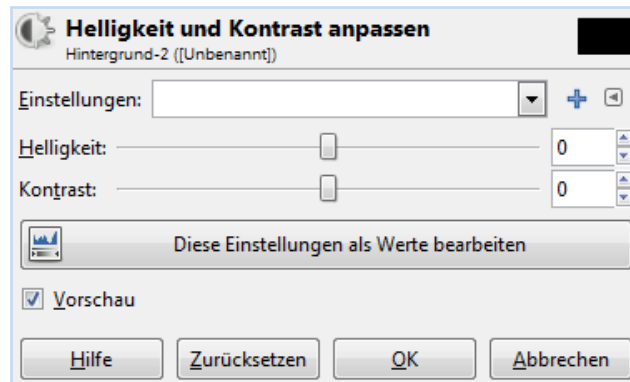 Helligkeit und Kontrast anpassen
Hintergrund-2 ([Unbenannt])
Einstellungen:
Helligkeit: 0
Kontrast: 0
Diese Einstellungen als Werte bearbeiten
Vorschau
Hilfe Zurücksetzen OK Abbrechen